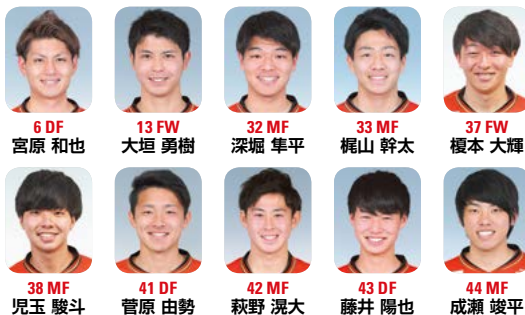 6 DF
宮原 和也
13 FW
大垣 勇樹
32 MF
深堀 隼平
33 MF
梶山 幹太
37 FW
榎本 大輝
38 MF
児玉 駿斗
41 DF
菅原 由勢
42 MF
萩野 滉大
43 DF
藤井 陽也
44 MF
成瀬 竣平